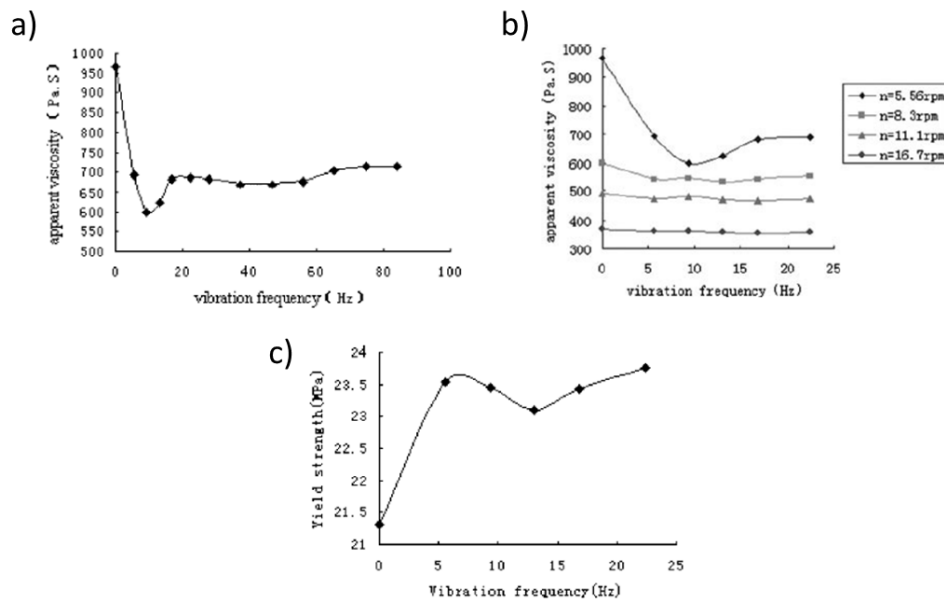 a)
apparent viscosity ( Pa.S )
1000
950
900
850
800
750
700
650
600
550
500
0 20 40 60 80 100
vibration frequency ( Hz )
b)
apparent viscosity (Pa.S)
1000
900
800
700
600
500
400
300
0 5 10 15 20 25
vibration frequency (Hz)
n=5.56rpm
n=8.3rpm
n=11.1rpm
n=16.7rpm
c)
Yield strength(MPa)
24
23.5
23
22.5
22
21.5
21
0 5 10 15 20 25
Vibration frequency(Hz)